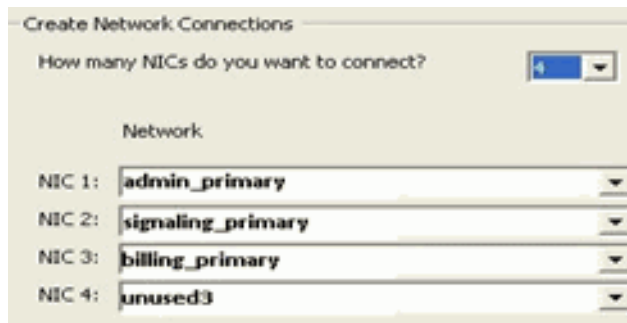 Create Network Connections
How many NICs do you want to connect? 4
Network
NIC 1: admin_primary
NIC 2: signaling_primary
NIC 3: billing_primary
NIC 4: unused3